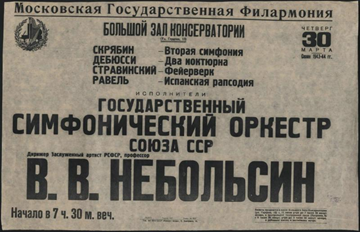 Московская Государственная Филармония
БОЛЬШОЙ ЗАЛ КОНСЕРВАТОРИИ
ЧЕТВЕРГ
30
МАРТА
СКРЯБИН – Вторая симфония
ДЕБЮССИ – Два ноктюрна
СТРАВИНСКИЙ – Фейерверк
РАВЕЛЬ – Испанская рапсодия
ИСПОЛНИТЕЛИ
ГОСУДАРСТВЕННЫЙ
СИМФОНИЧЕСКИЙ ОРКЕСТР
СОЮЗА ССР
Дирижер Заслуженный артист РСФСР, профессор
В. В. НЕБОЛЬСИН
Начало в 7 ч. 30 м. веч.